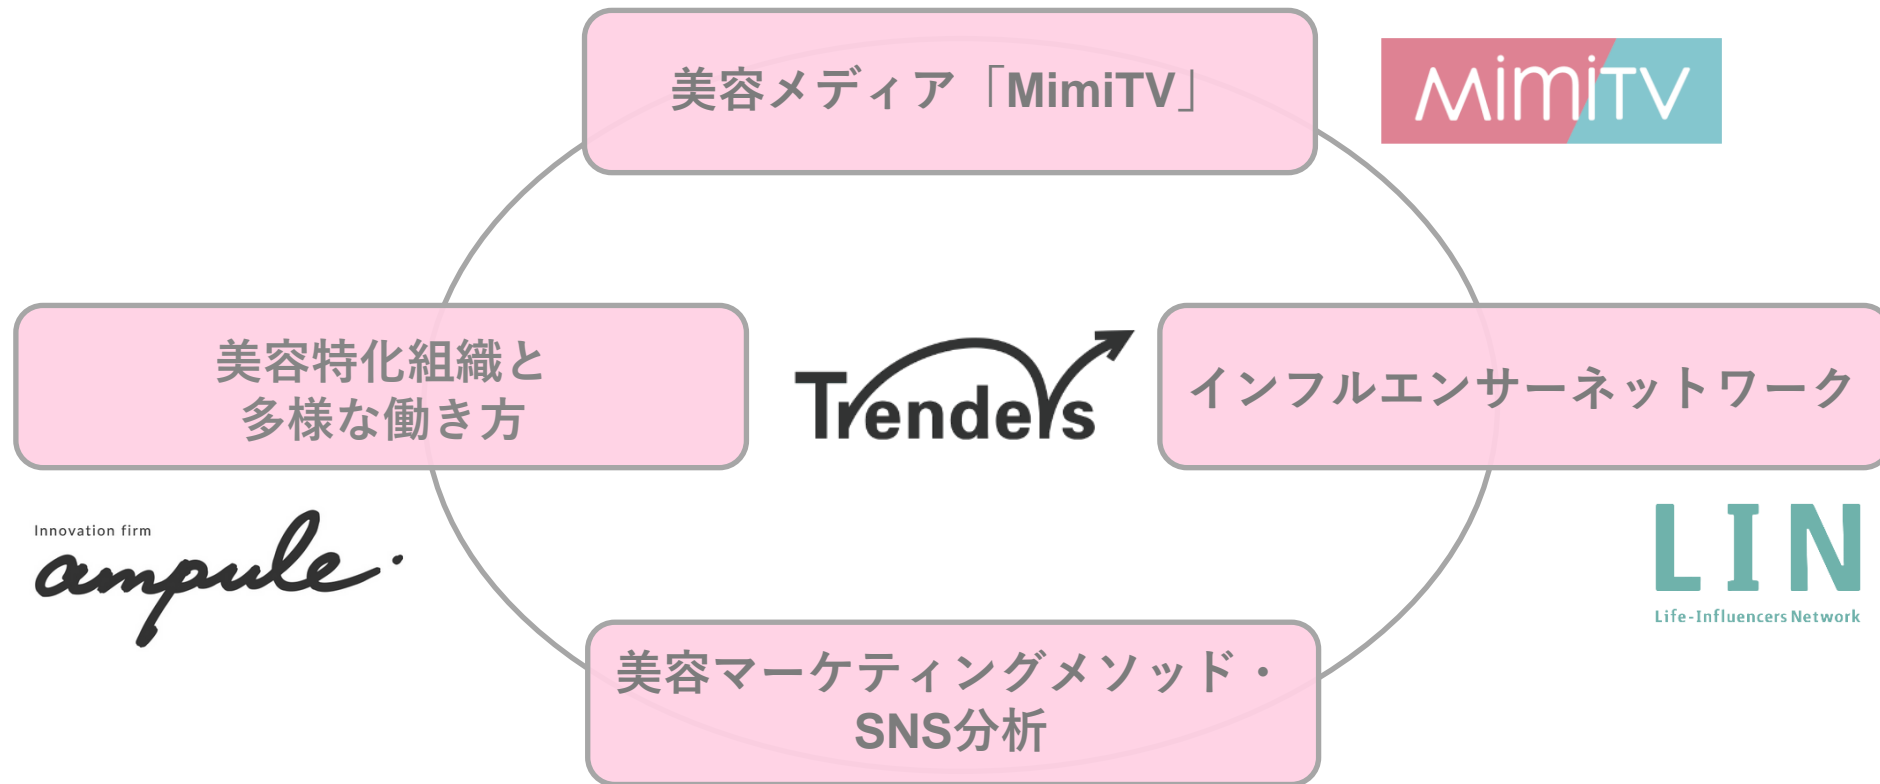 美容メディア「MimiTV」
MimiTV
美容特化組織と
多様な働き方
Trenders
インフルエンサーネットワーク
Innovation firm
ampule.
LIN
Life-Influencers Network
美容マーケティングメソッド・
SNS分析